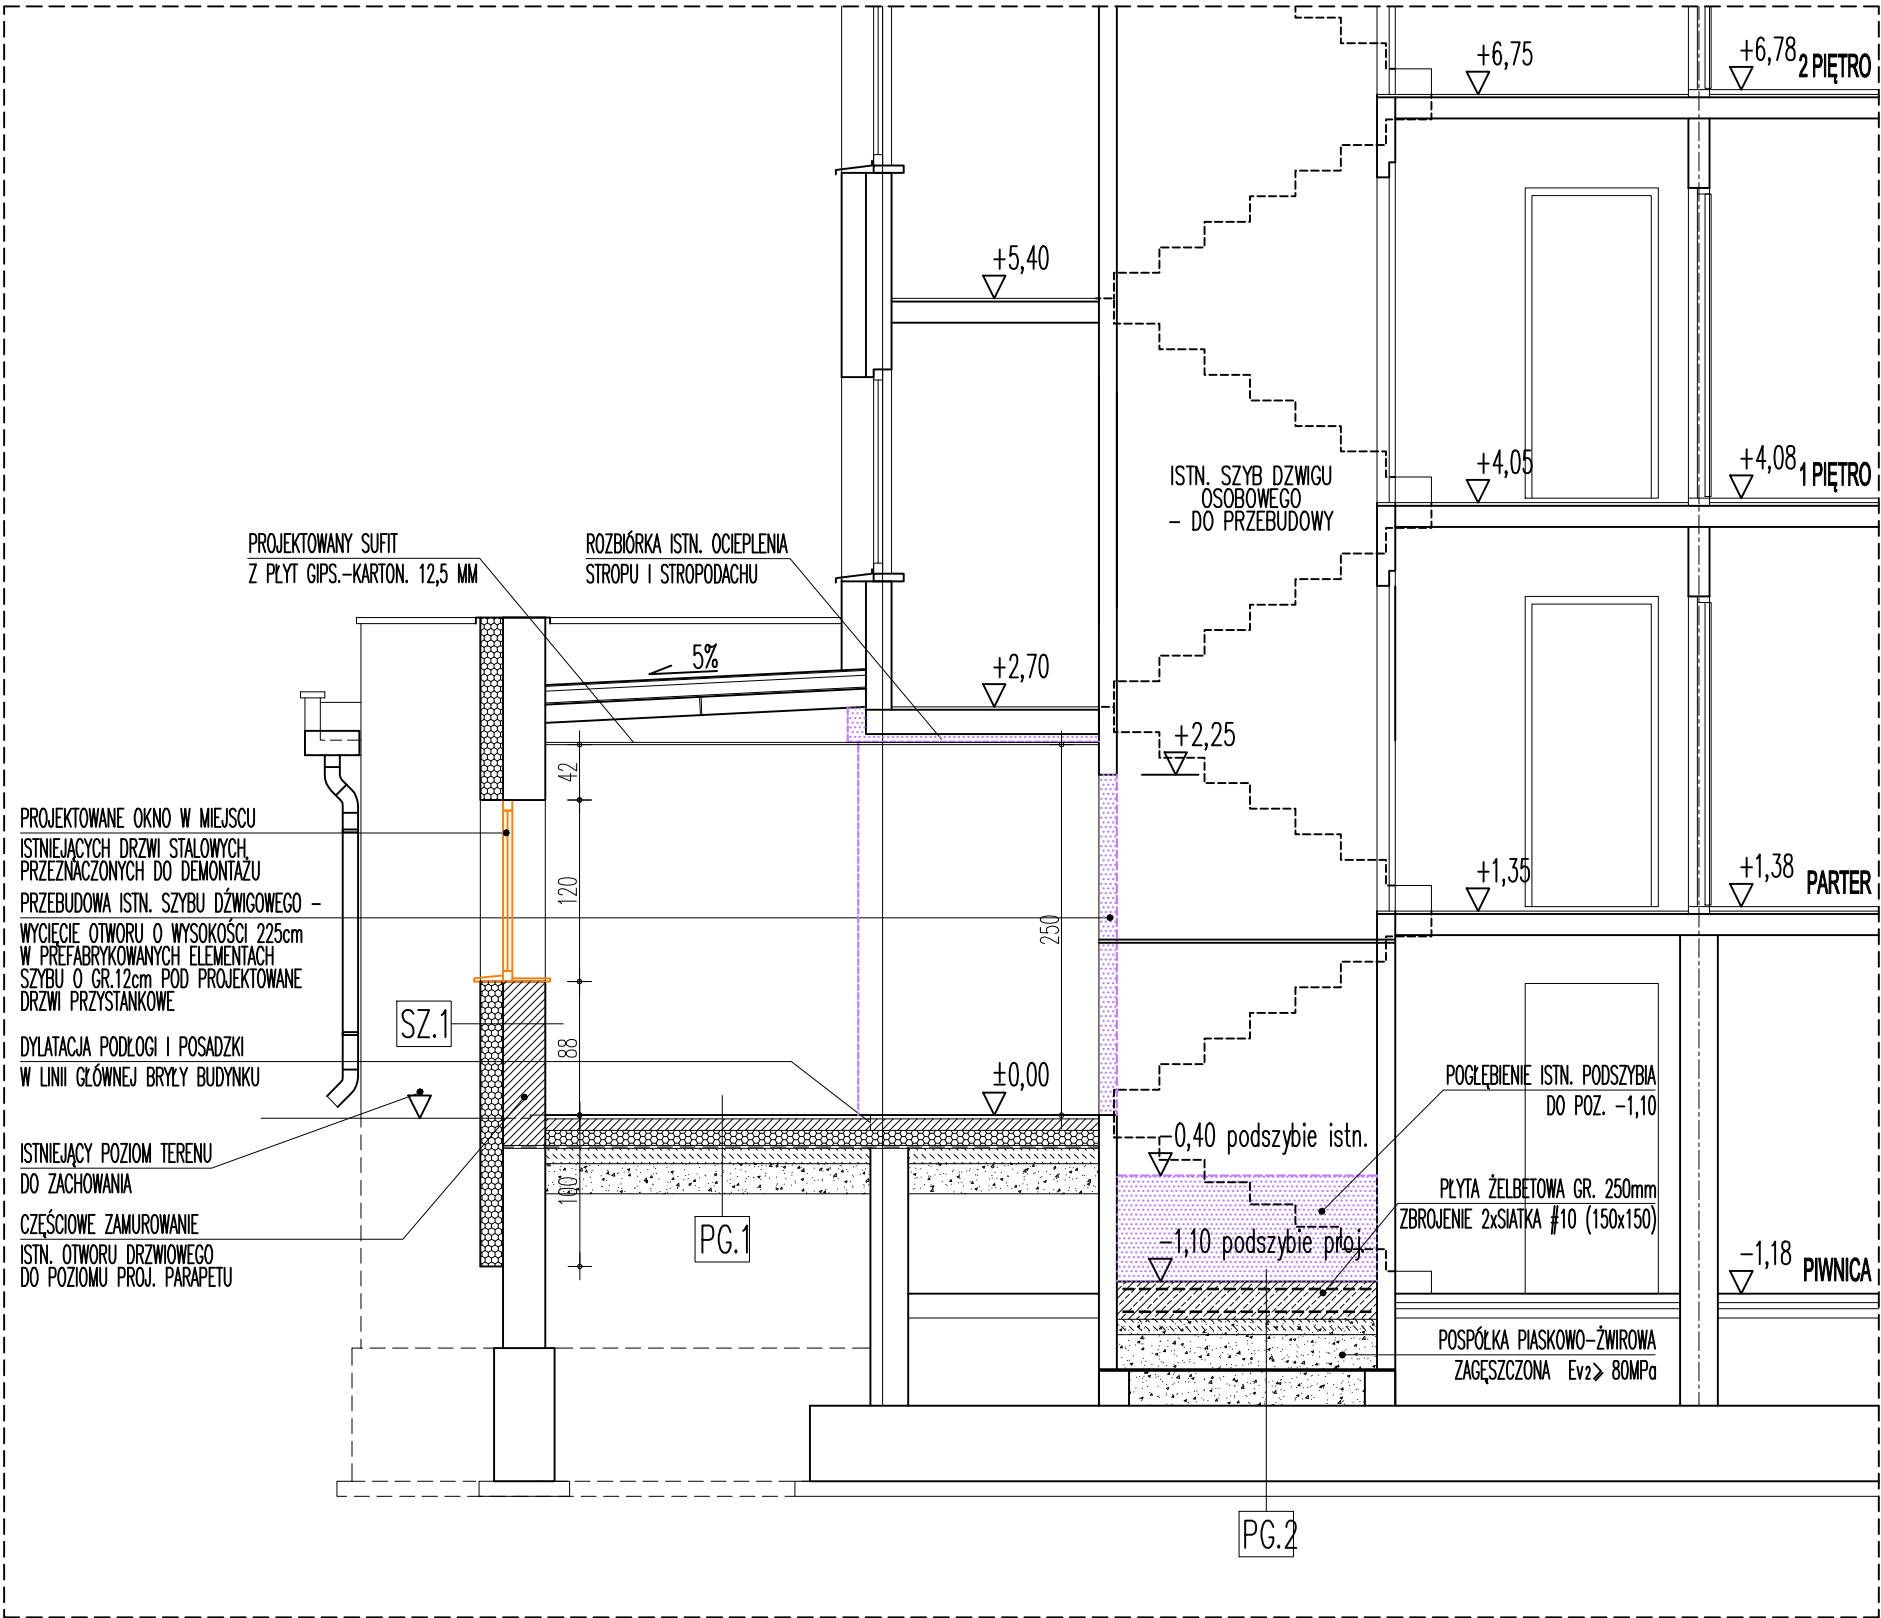 +6,75
+6,78
2 PIĘTRO
+5,40
+4,05
+4,08
1 PIĘTRO
ISTN. SZYB DZWIGU
OSOBOWEGO
- DO PRZEBUDOWY
PROJEKTOWANY SUFIT
Z PŁYT GIPS.-KARTON. 12,5 MM
ROZBIÓRKA ISTN. OCIEPLENIA
STROPU I STROPODACHU
5%
+2,70
+2,25
42
120
88
100
250
PROJEKTOWANE OKNO W MIEJSCU
ISTNIEJĄCYCH DRZWI STALOWYCH,
PRZEZNACZONYCH DO DEMONTAŻU
PRZEBUDOWA ISTN. SZYBU DŹWIGOWEGO -
WYCIĘCIE OTWORU O WYSOKOŚCI 225cm
W PREFABRYKOWANYCH ELEMENTACH
SZYBU O GR.12cm POD PROJEKTOWANE
DRZWI PRZYSTANKOWE
+1,35
+1,38
PARTER
SZ.1
DYLATACJA PODŁOGI I POSADZKI
W LINII GŁÓWNEJ BRYŁY BUDYNKU
±0,00
POGŁĘBIENIE ISTN. PODSZYBIA
DO POZ. -1,10
-0,40 podszybie istn.
ISTNIEJĄCY POZIOM TERENU
DO ZACHOWANIA
PŁYTA ŻELBETOWA GR. 250mm
ZBROJENIE 2xSIATKA #10 (150x150)
CZĘŚCIOWE ZAMUROWANIE
ISTN. OTWORU DRZWIOWEGO
DO POZIOMU PROJ. PARAPETU
PG.1
-1,10 podszybie proj.
-1,18
PIWNICA
POSPÓŁKA PIASKOWO-ŻWIROWA
ZAGĘSZCZONA Ev2⩾ 80MPa
PG.2